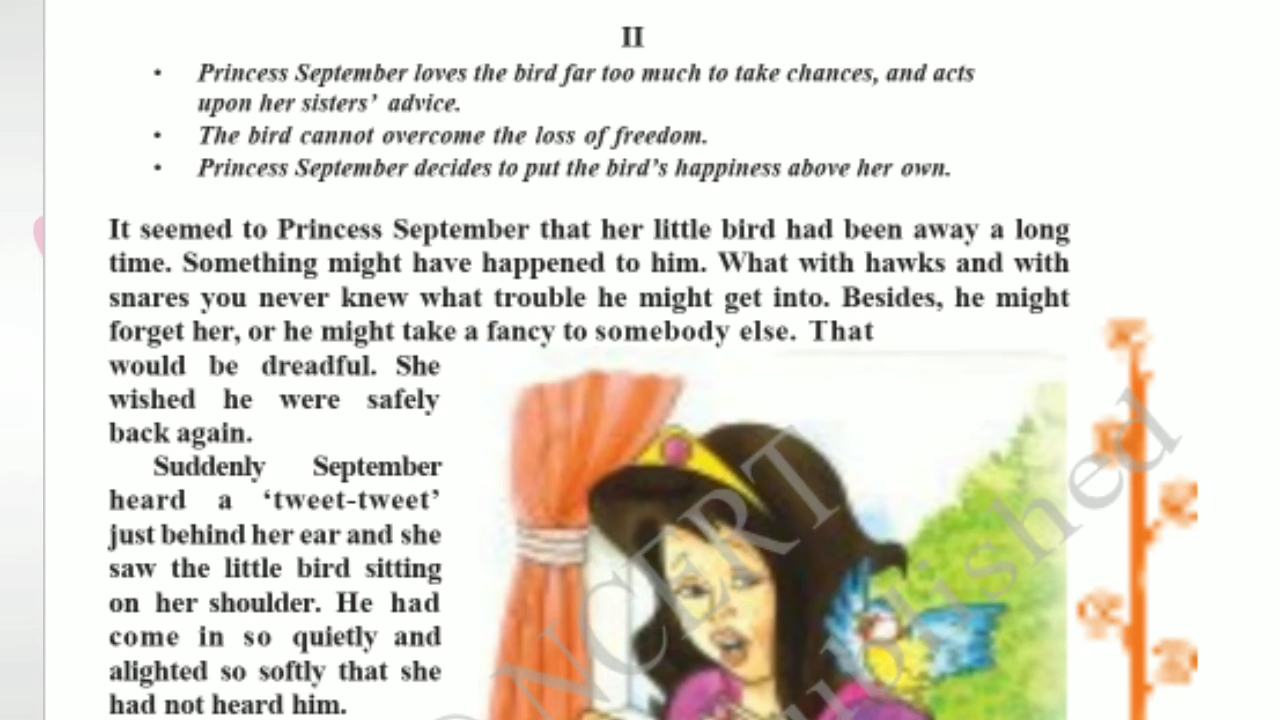 II
• Princess September loves the bird far too much to take chances, and acts
upon her sisters' advice.
• The bird cannot overcome the loss of freedom.
• Princess September decides to put the bird's happiness above her own.
It seemed to Princess September that her little bird had been away a long
time. Something might have happened to him. What with hawks and with
snares you never knew what trouble he might get into. Besides, he might
forget her, or he might take a fancy to somebody else. That
would be dreadful. She
wished he were safely
back again.
Suddenly September
heard a ‘tweet-tweet’
just behind her ear and she
saw the little bird sitting
on her shoulder. He had
come in so quietly and
alighted so softly that she
had not heard him.
NCERT